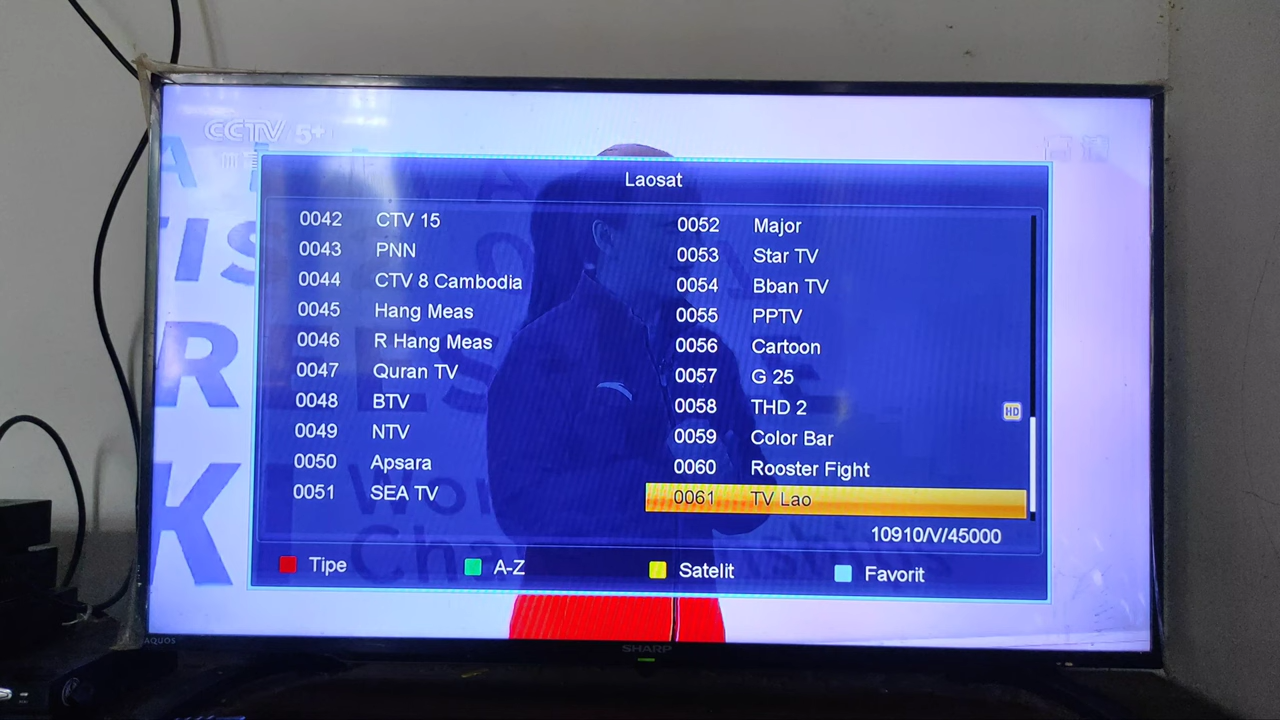 CCTV 5+
Laosat
0042 CTV 15
0043 PNN
0044 CTV 8 Cambodia
0045 Hang Meas
0046 R Hang Meas
0047 Quran TV
0048 BTV
0049 NTV
0050 Apsara
0051 SEA TV
0052 Major
0053 Star TV
0054 Bban TV
0055 PPTV
0056 Cartoon
0057 G 25
0058 THD 2 HD
0059 Color Bar
0060 Rooster Fight
0061 TV Lao
10910/V/45000
Tipe A-Z Satelit Favorit
AQUOS
SHARP